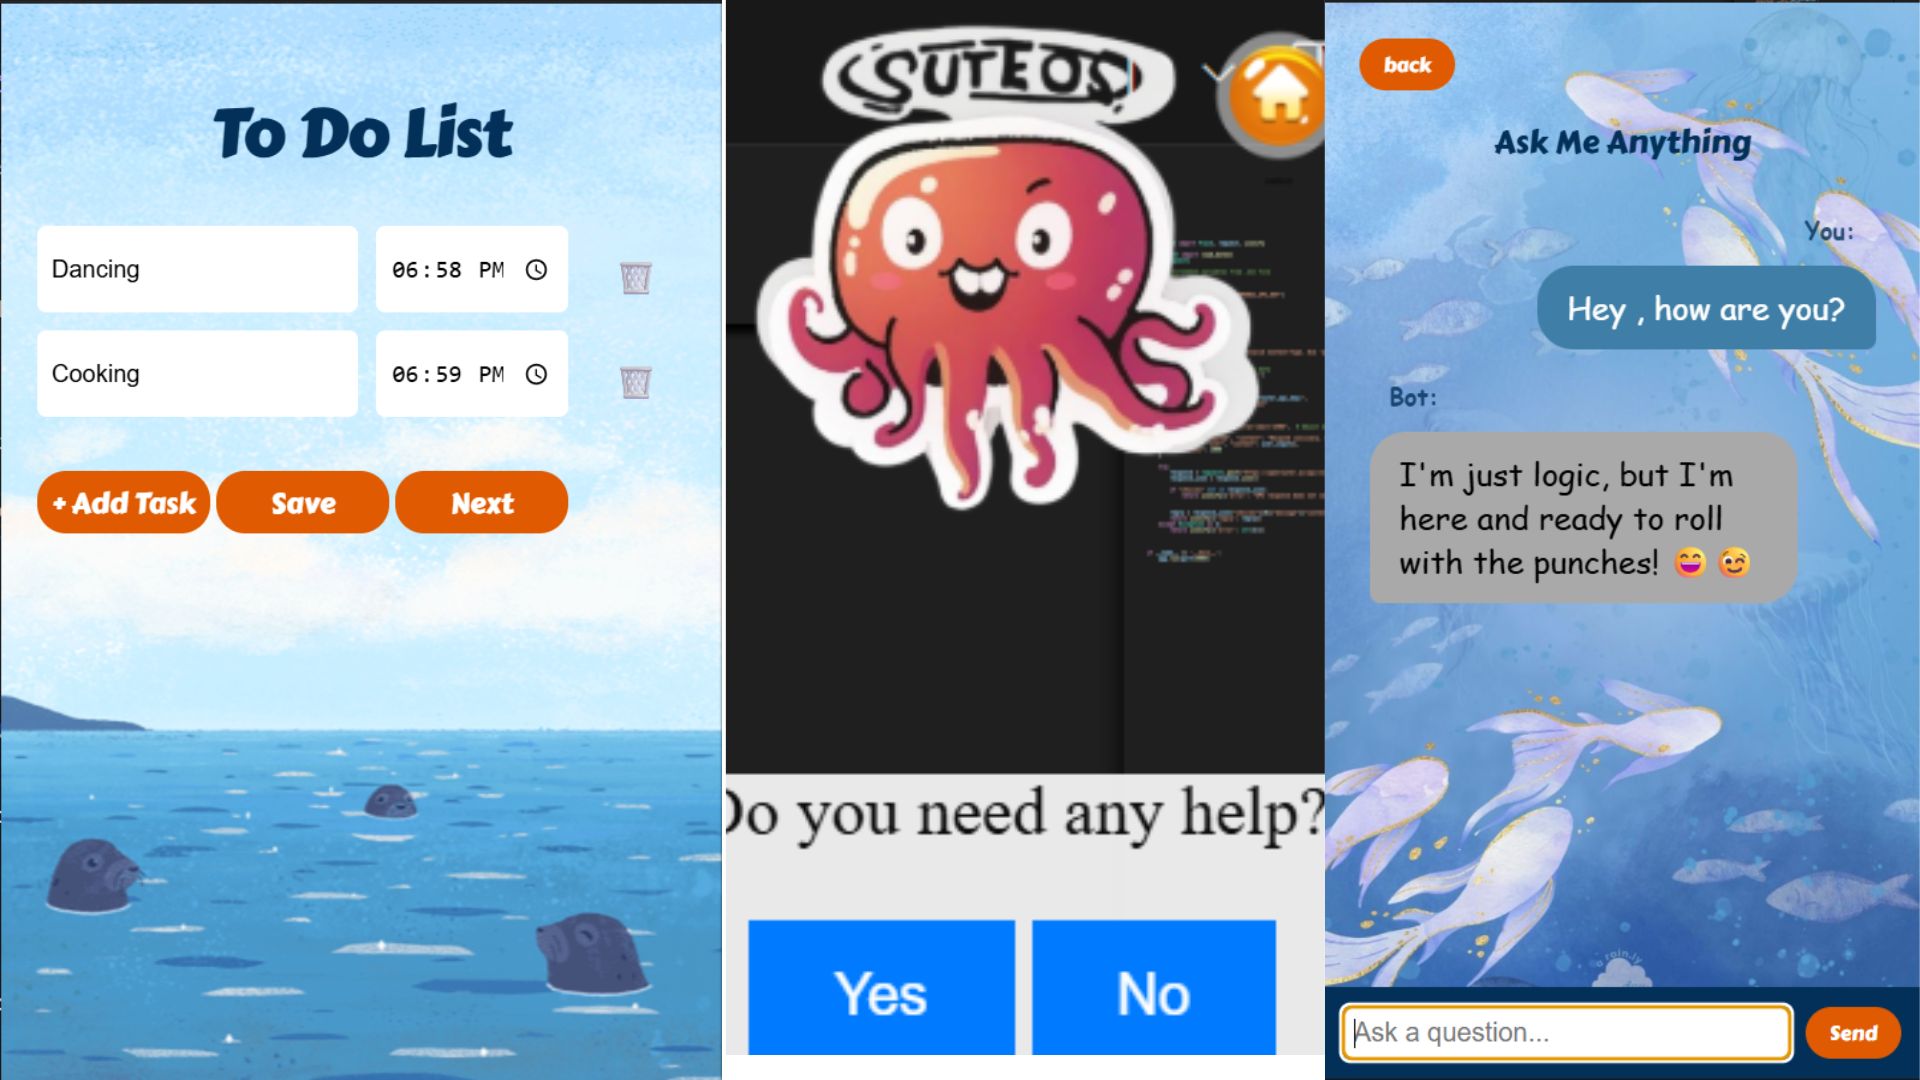 To Do List
Dancing
06:58 PM
Cooking
06:59 PM
+ Add Task
Save
Next
SUTEOS
Do you need any help?
Yes
No
back
Ask Me Anything
You:
Hey , how are you?
Bot:
I'm just logic, but I'm
here and ready to roll
with the punches! 😄 😉
a rain.ly
Ask a question...
Send